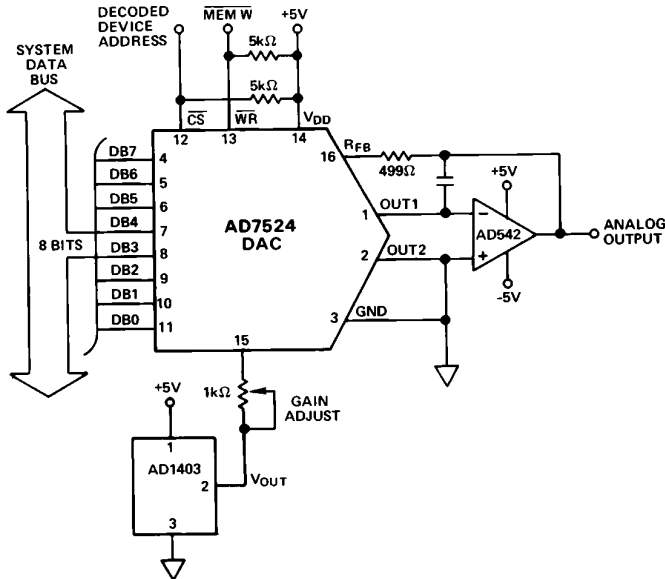 DECODED
DEVICE
ADDRESS
MEM W
+5V
5kΩ
5kΩ
SYSTEM
DATA
BUS
CS
WR
VDD
12
13
14
DB7
4
DB6
5
DB5
6
DB4
7
DB3
8
DB2
9
DB1
10
DB0
11
8 BITS
AD7524
DAC
16
RFB
499Ω
1
OUT1
2
OUT2
3
GND
+5V
−
AD542
+
-5V
ANALOG
OUTPUT
15
1kΩ
GAIN
ADJUST
+5V
1
AD1403
2
VOUT
3